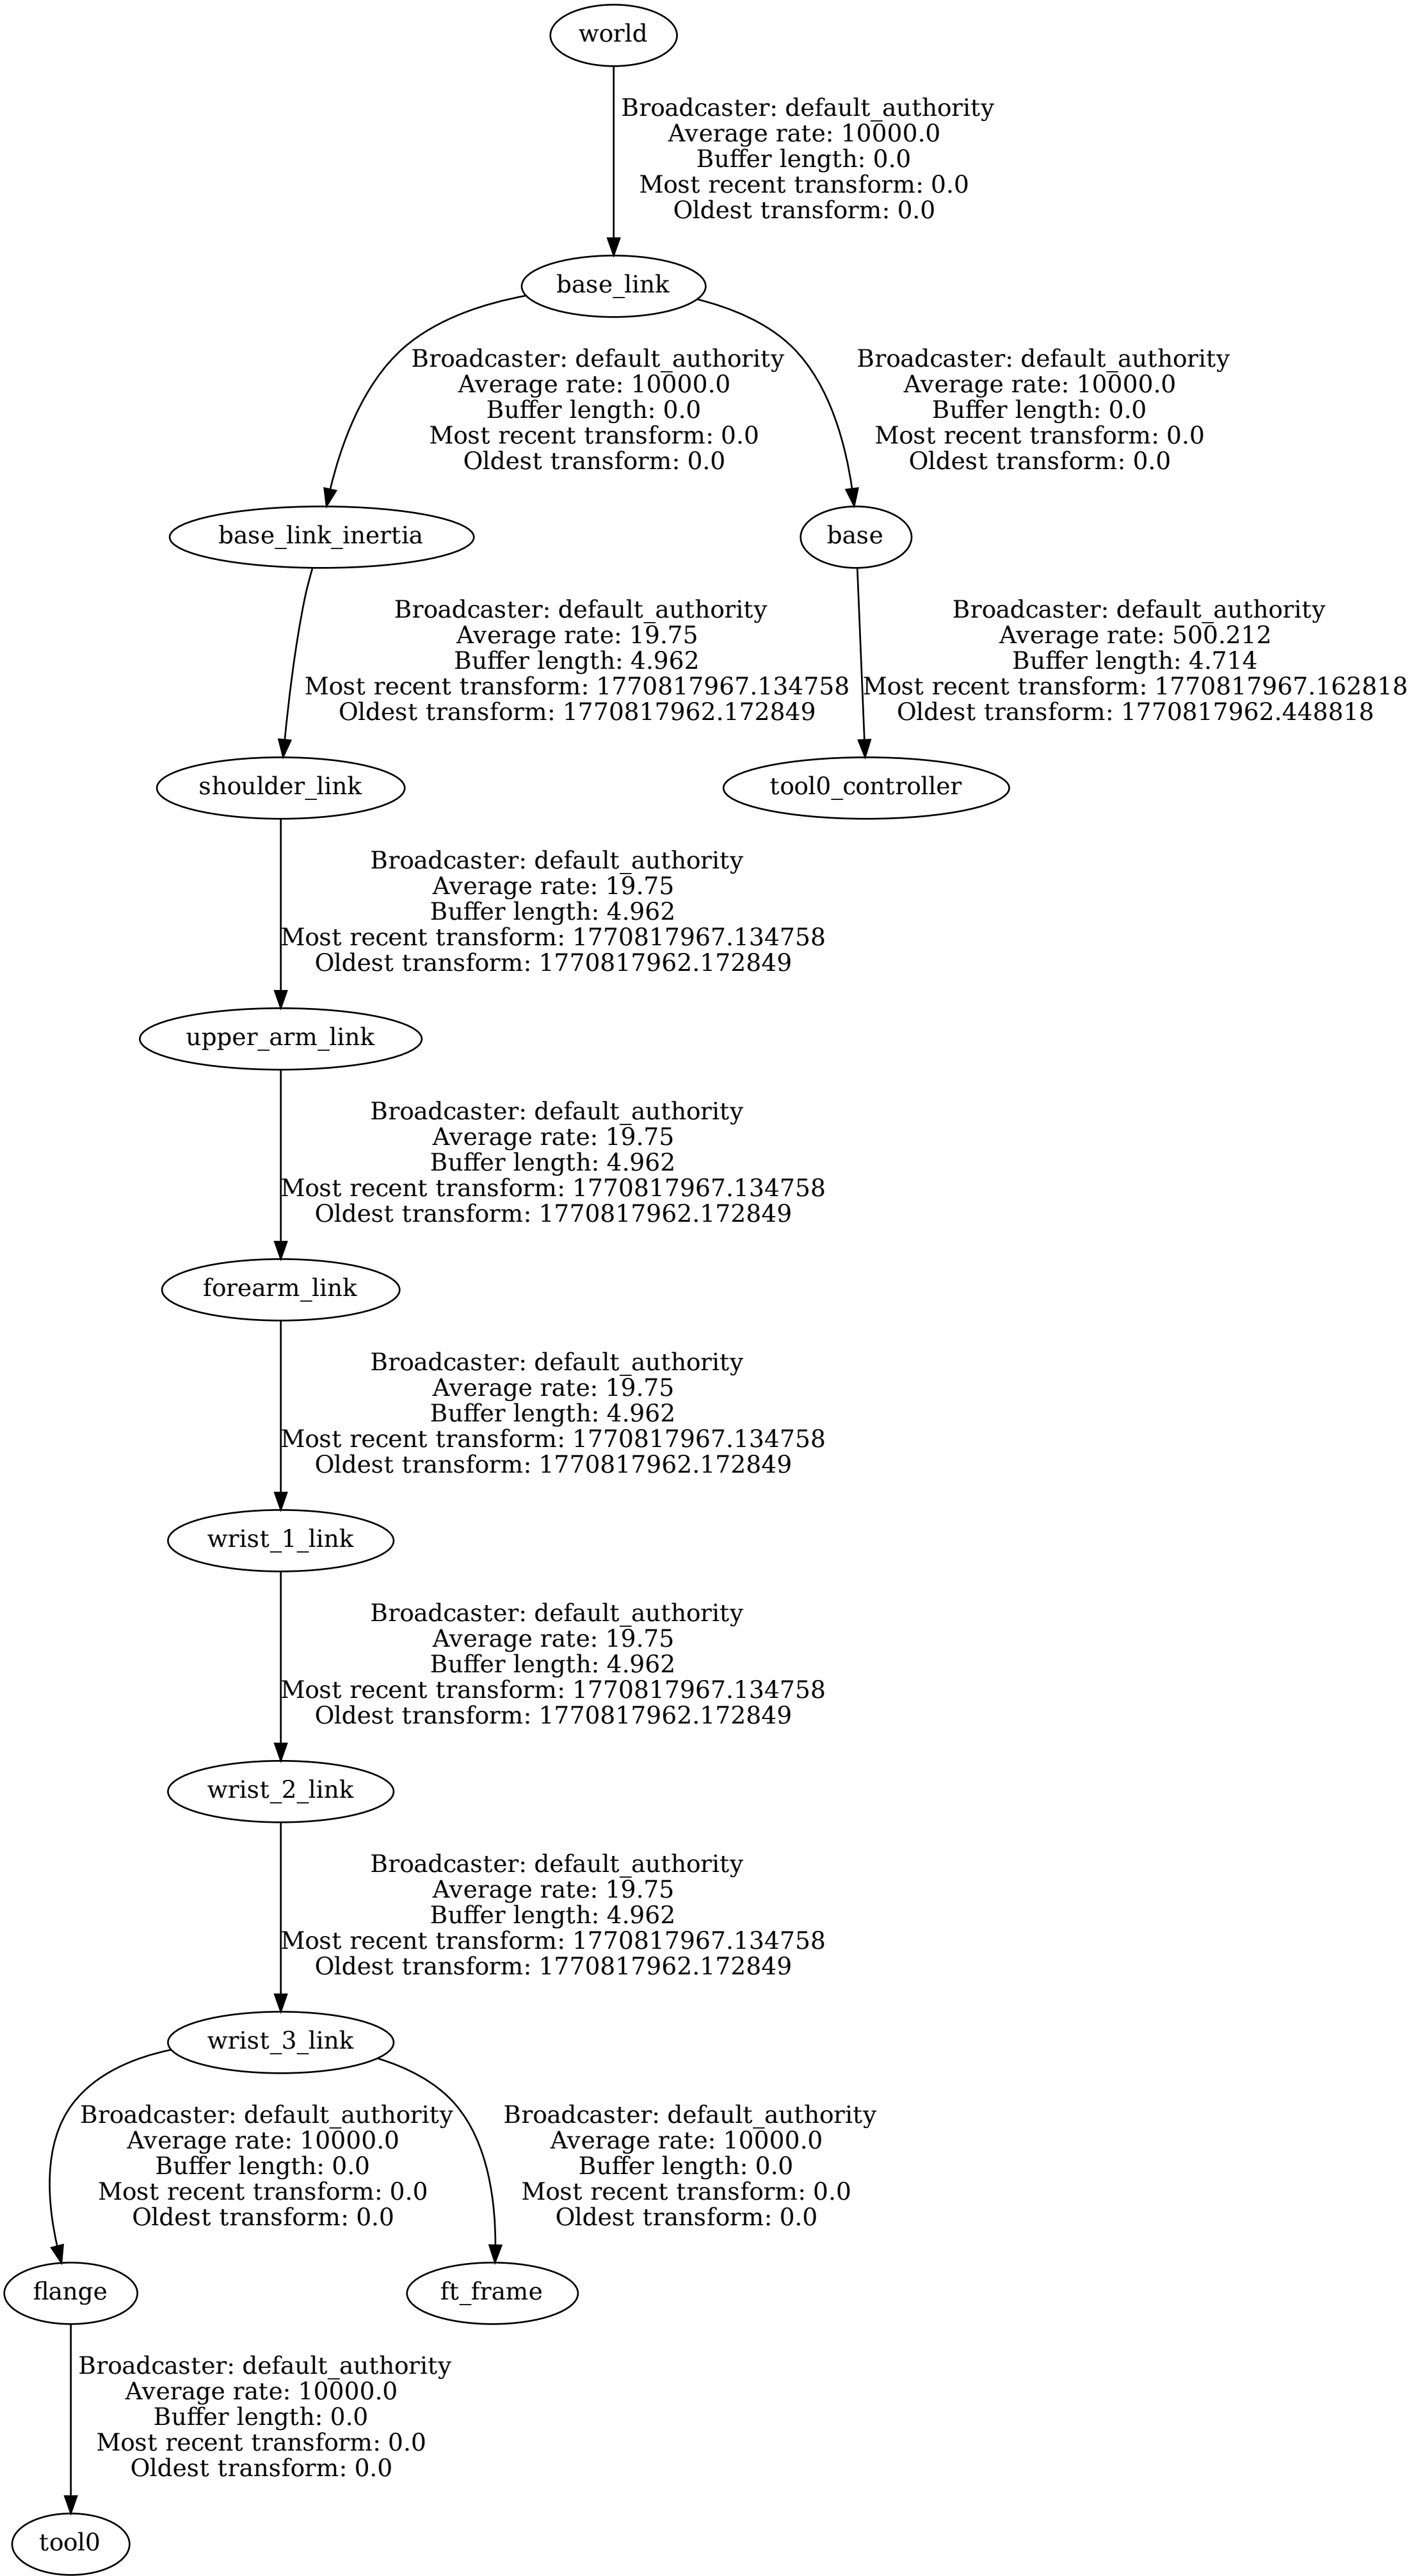 world
Broadcaster: default_authority
Average rate: 10000.0
Buffer length: 0.0
Most recent transform: 0.0
Oldest transform: 0.0
base_link
Broadcaster: default_authority
Average rate: 10000.0
Buffer length: 0.0
Most recent transform: 0.0
Oldest transform: 0.0
Broadcaster: default_authority
Average rate: 10000.0
Buffer length: 0.0
Most recent transform: 0.0
Oldest transform: 0.0
base_link_inertia
base
Broadcaster: default_authority
Average rate: 19.75
Buffer length: 4.962
Most recent transform: 1770817967.134758
Oldest transform: 1770817962.172849
Broadcaster: default_authority
Average rate: 500.212
Buffer length: 4.714
Most recent transform: 1770817967.162818
Oldest transform: 1770817962.448818
shoulder_link
tool0_controller
Broadcaster: default_authority
Average rate: 19.75
Buffer length: 4.962
Most recent transform: 1770817967.134758
Oldest transform: 1770817962.172849
upper_arm_link
Broadcaster: default_authority
Average rate: 19.75
Buffer length: 4.962
Most recent transform: 1770817967.134758
Oldest transform: 1770817962.172849
forearm_link
Broadcaster: default_authority
Average rate: 19.75
Buffer length: 4.962
Most recent transform: 1770817967.134758
Oldest transform: 1770817962.172849
wrist_1_link
Broadcaster: default_authority
Average rate: 19.75
Buffer length: 4.962
Most recent transform: 1770817967.134758
Oldest transform: 1770817962.172849
wrist_2_link
Broadcaster: default_authority
Average rate: 19.75
Buffer length: 4.962
Most recent transform: 1770817967.134758
Oldest transform: 1770817962.172849
wrist_3_link
Broadcaster: default_authority
Average rate: 10000.0
Buffer length: 0.0
Most recent transform: 0.0
Oldest transform: 0.0
Broadcaster: default_authority
Average rate: 10000.0
Buffer length: 0.0
Most recent transform: 0.0
Oldest transform: 0.0
flange
ft_frame
Broadcaster: default_authority
Average rate: 10000.0
Buffer length: 0.0
Most recent transform: 0.0
Oldest transform: 0.0
tool0